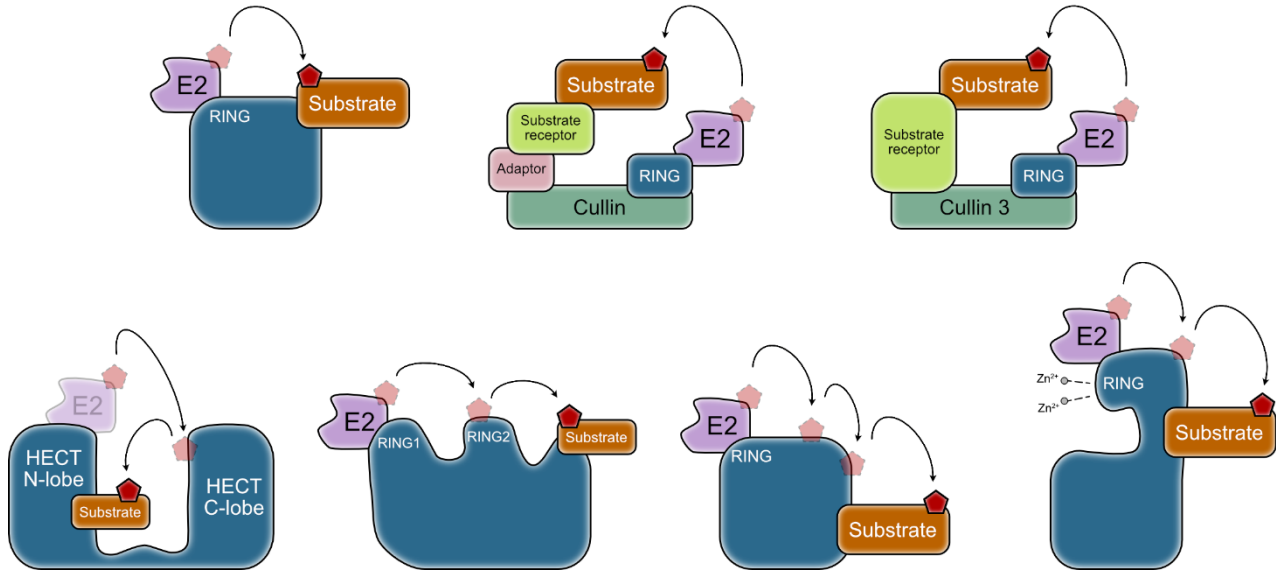 E2
RING
Substrate
Substrate
Substrate
receptor
Adaptor
E2
RING
Cullin
Substrate
Substrate
receptor
E2
RING
Cullin 3
E2
HECT
N-lobe
Substrate
HECT
C-lobe
E2
RING1
RING2
Substrate
E2
RING
Substrate
E2
Zn²⁺
Zn²⁺
RING
Substrate